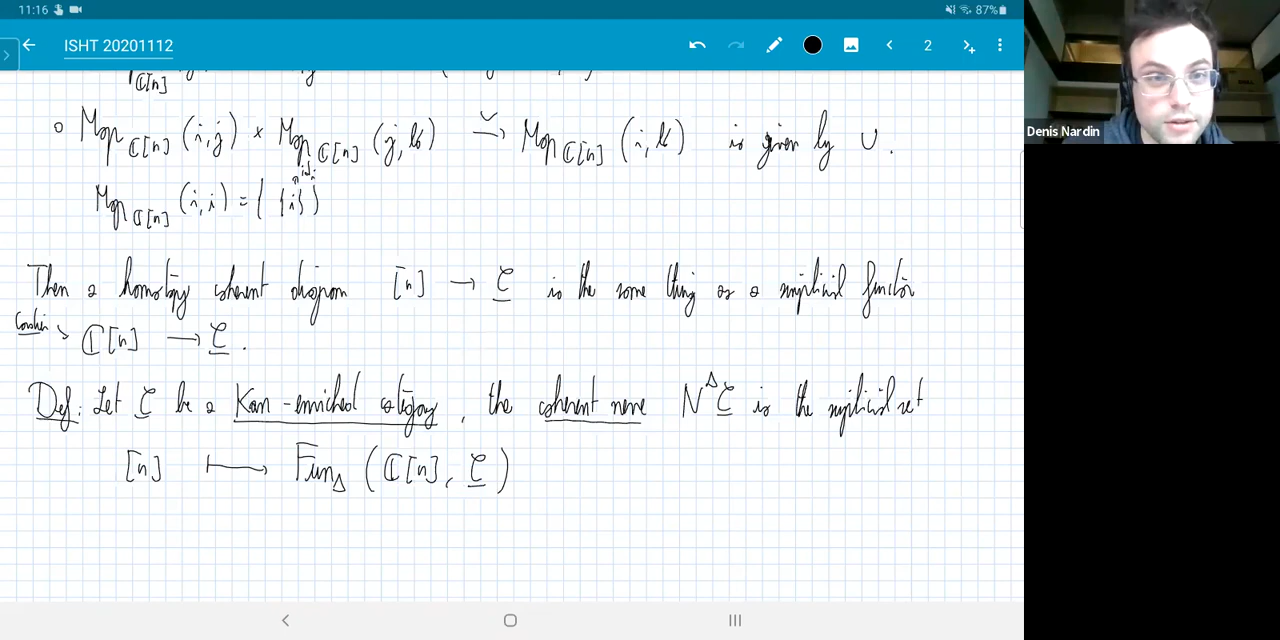 11:16 87%
ISHT 20201112 2
Map_ℂ[n]
∘ Map_ℂ[n] (i,j) × Map_ℂ[n] (j,k) →^∪ Map_ℂ[n] (i,k) is given by ∪.
Map_ℂ[n] (i,i) = { {i} }
Then a homotopy coherent diagram [n] → C is the same thing as a simplicial functor
ℂ[n] → C.
Def: Let C be a Kan-enriched category, the coherent nerve N^Δ C is the simplicial set
[n] ↦ Fun_Δ (ℂ[n], C)
Denis Nardin